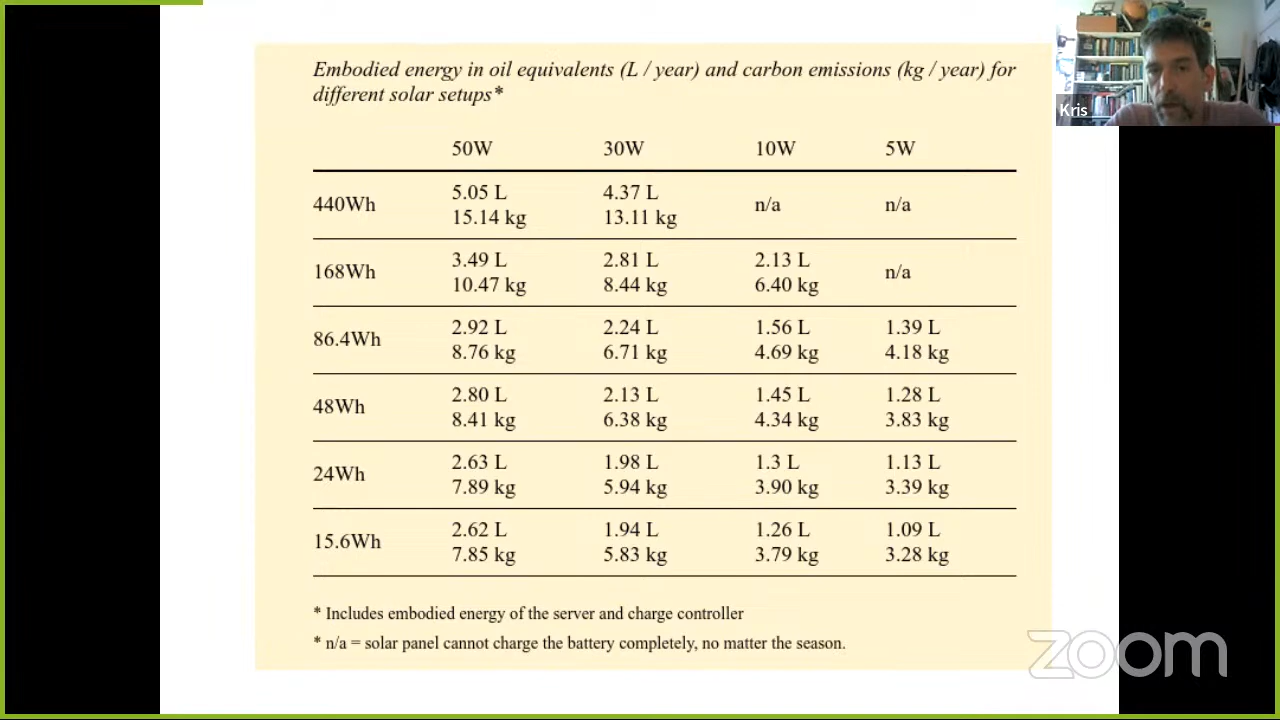 Embodied energy in oil equivalents (L / year) and carbon emissions (kg / year) for
different solar setups*
50W 30W 10W 5W
440Wh 5.05 L 15.14 kg 4.37 L 13.11 kg n/a n/a
168Wh 3.49 L 10.47 kg 2.81 L 8.44 kg 2.13 L 6.40 kg n/a
86.4Wh 2.92 L 8.76 kg 2.24 L 6.71 kg 1.56 L 4.69 kg 1.39 L 4.18 kg
48Wh 2.80 L 8.41 kg 2.13 L 6.38 kg 1.45 L 4.34 kg 1.28 L 3.83 kg
24Wh 2.63 L 7.89 kg 1.98 L 5.94 kg 1.3 L 3.90 kg 1.13 L 3.39 kg
15.6Wh 2.62 L 7.85 kg 1.94 L 5.83 kg 1.26 L 3.79 kg 1.09 L 3.28 kg
* Includes embodied energy of the server and charge controller
* n/a = solar panel cannot charge the battery completely, no matter the season.
Kris
zoom